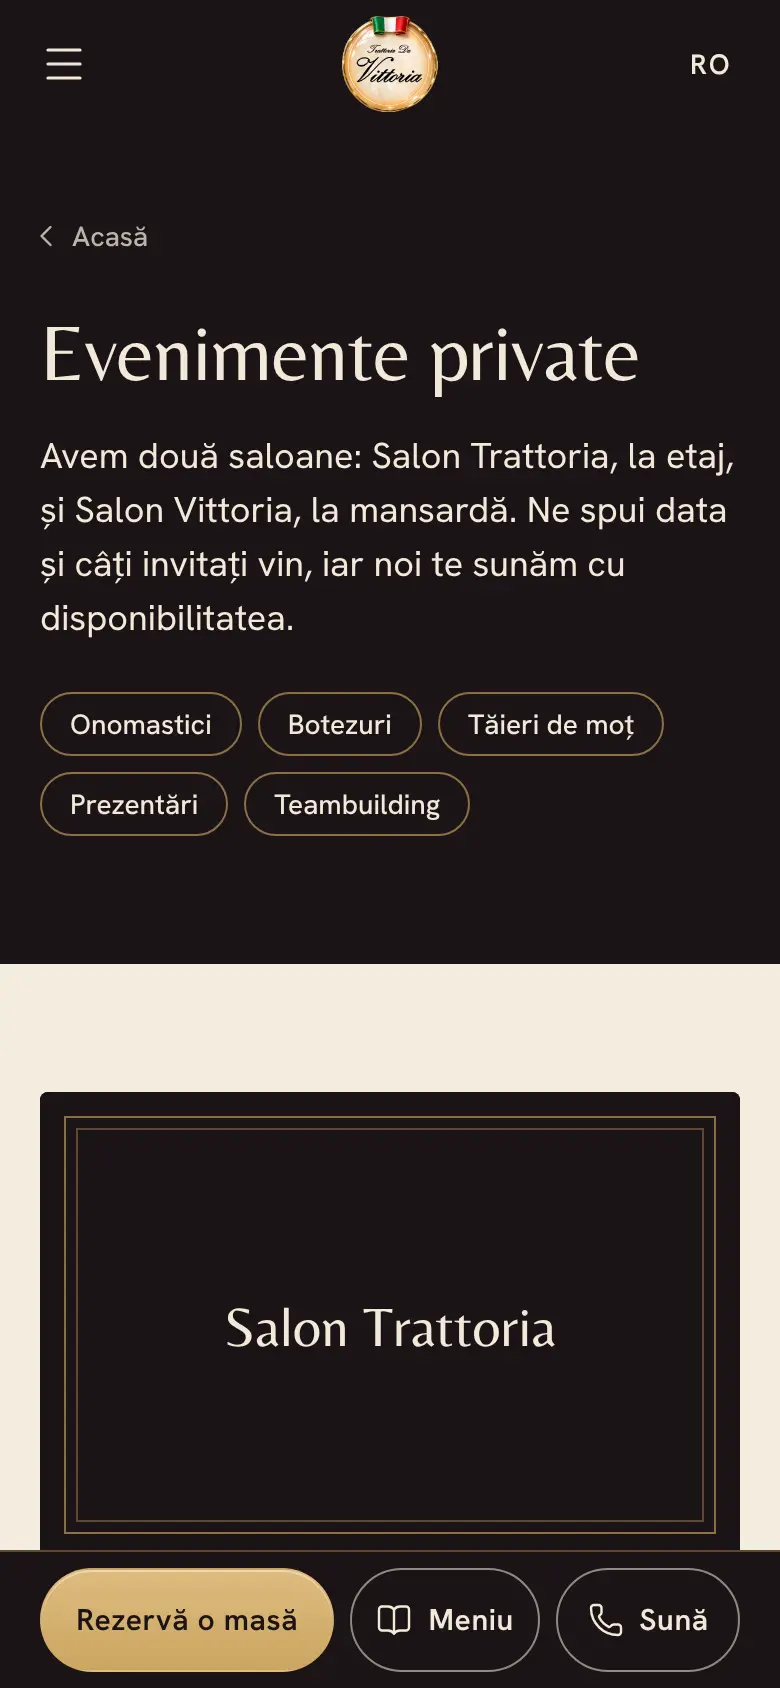 Trattoria Da
Vittoria
RO
Acasă
Evenimente private
Avem două saloane: Salon Trattoria, la etaj,
și Salon Vittoria, la mansardă. Ne spui data
și câți invitați vin, iar noi te sunăm cu
disponibilitatea.
Onomastici
Botezuri
Tăieri de moț
Prezentări
Teambuilding
Salon Trattoria
Rezervă o masă
Meniu
Sună